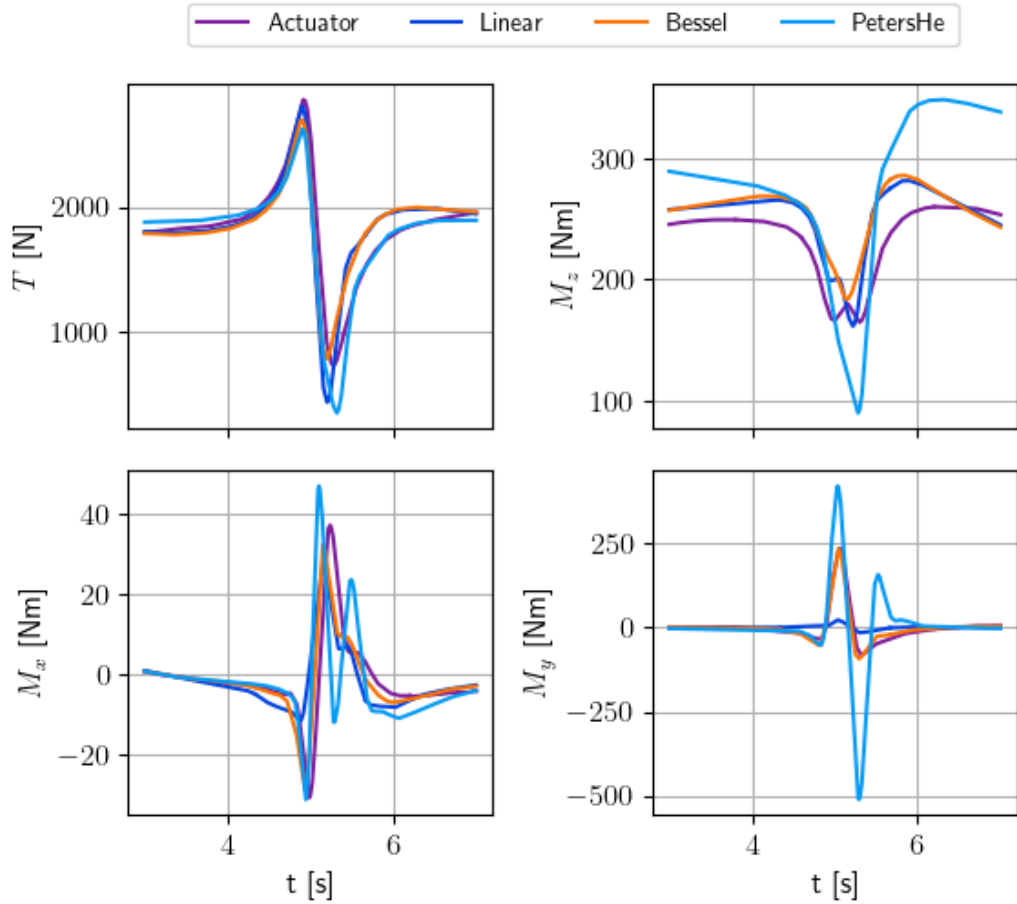 Actuator Linear Bessel PetersHe
T [N]
2000
1000
M_z [Nm]
300
200
100
M_x [Nm]
40
20
0
−20
4 6
t [s]
M_y [Nm]
250
0
−250
−500
4 6
t [s]